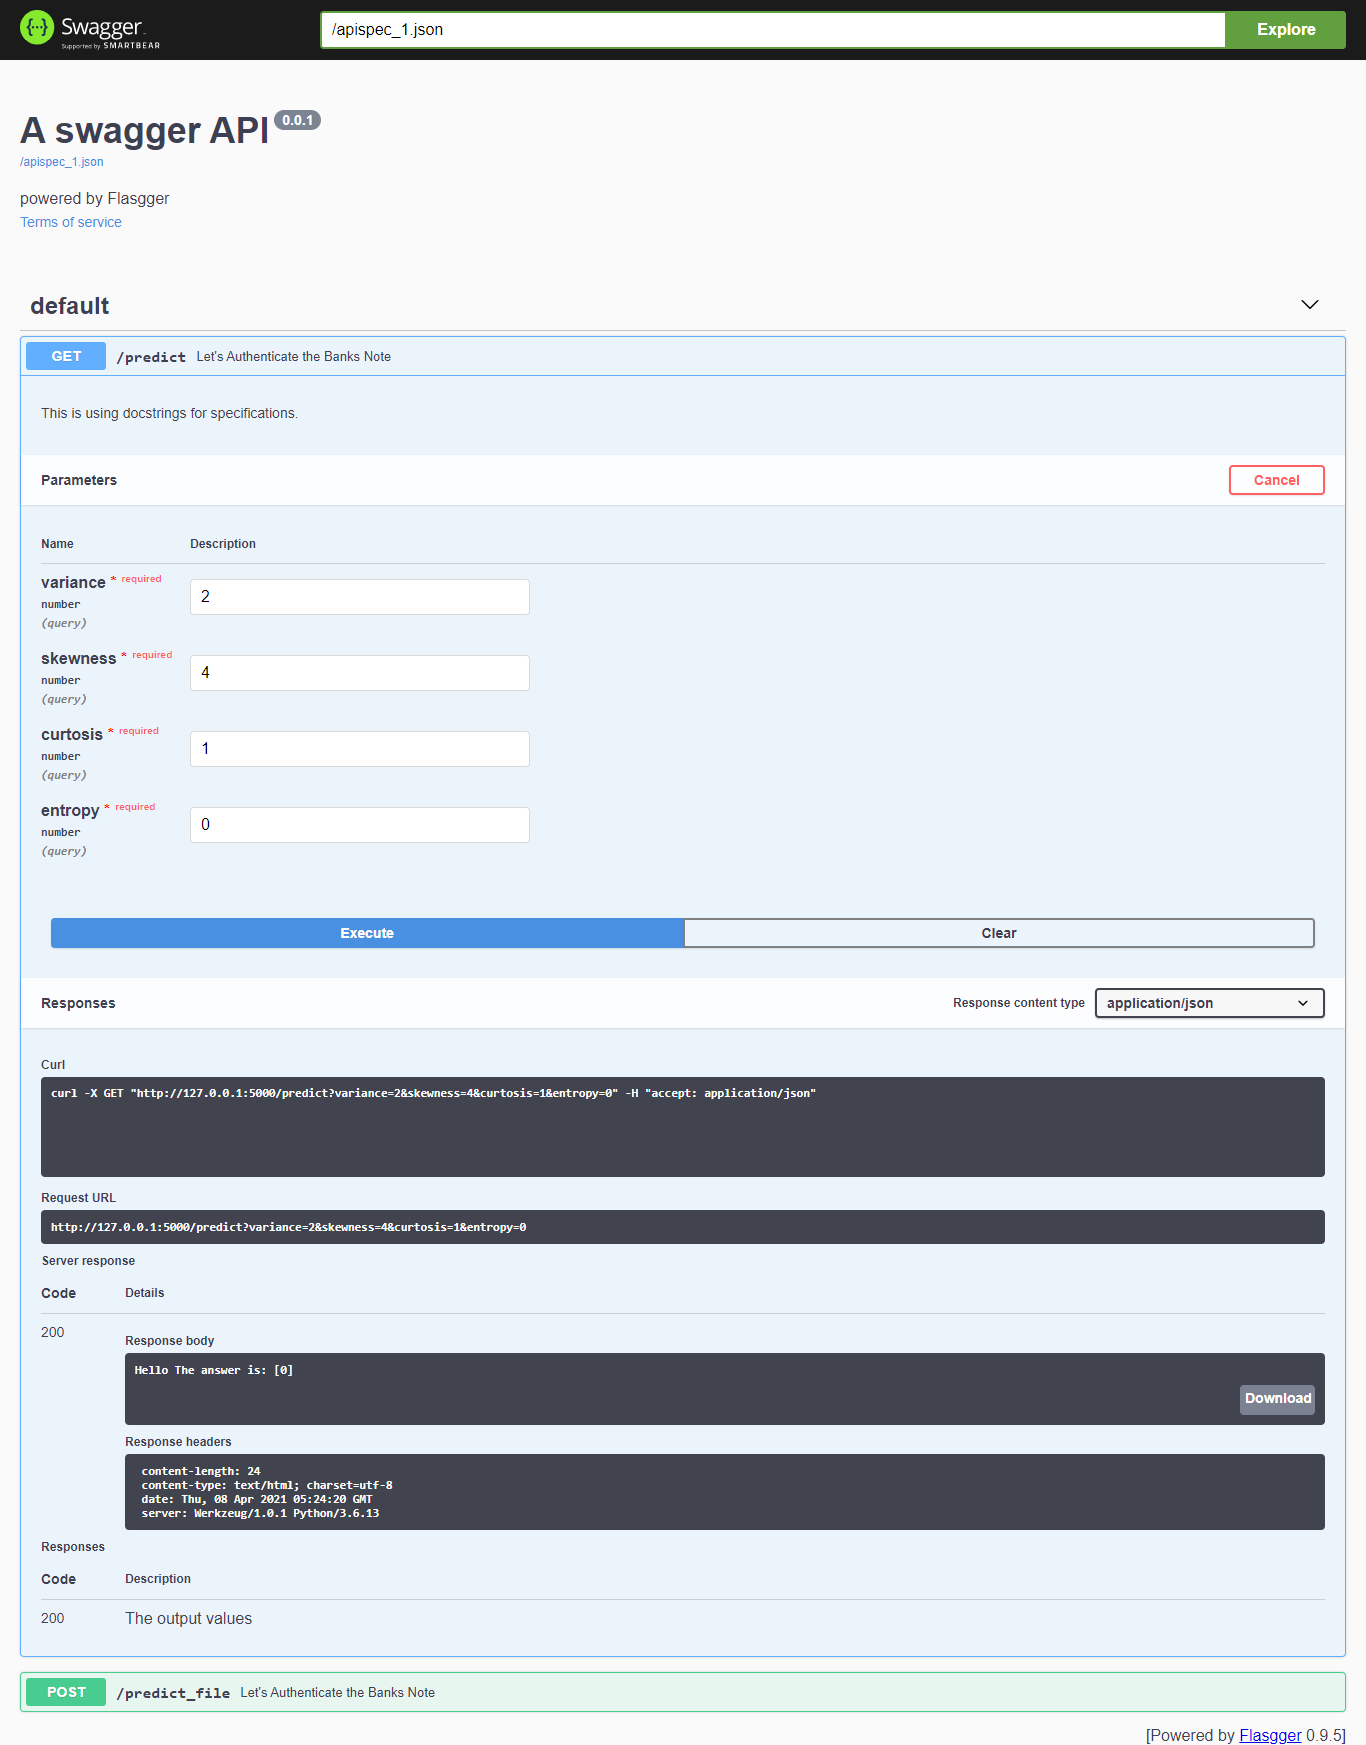 Swagger
Supported by SMARTBEAR
/apispec_1.json
Explore
A swagger API 0.0.1
/apispec_1.json
powered by Flasgger
Terms of service
default
GET /predict Let's Authenticate the Banks Note
This is using docstrings for specifications.
Parameters
Cancel
Name Description
variance * required
number
(query)
2
skewness * required
number
(query)
4
curtosis * required
number
(query)
1
entropy * required
number
(query)
0
Execute Clear
Responses Response content type application/json
Curl
curl -X GET "http://127.0.0.1:5000/predict?variance=2&skewness=4&curtosis=1&entropy=0" -H "accept: application/json"
Request URL
http://127.0.0.1:5000/predict?variance=2&skewness=4&curtosis=1&entropy=0
Server response
Code Details
200
Response body
Hello The answer is: [0]
Download
Response headers
content-length: 24
content-type: text/html; charset=utf-8
date: Thu, 08 Apr 2021 05:24:20 GMT
server: Werkzeug/1.0.1 Python/3.6.13
Responses
Code Description
200 The output values
POST /predict_file Let's Authenticate the Banks Note
[Powered by Flasgger 0.9.5]